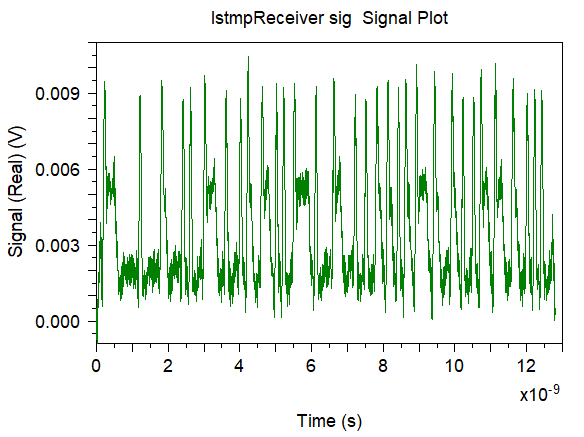 lstmpReceiver sig Signal Plot
Signal (Real) (V)
0.009
0.006
0.003
0.000
0 2 4 6 8 10 12
x10-9
Time (s)